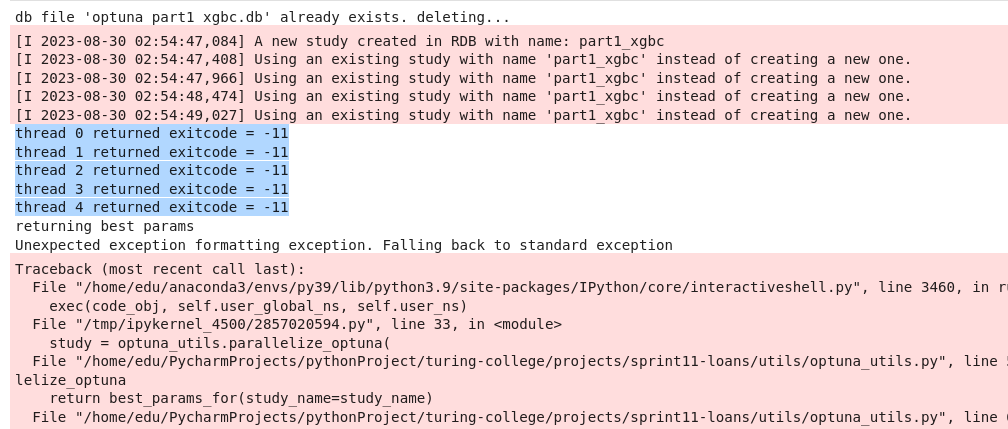 db file 'optuna part1 xgbc.db' already exists. deleting...
[I 2023-08-30 02:54:47,084] A new study created in RDB with name: part1_xgbc
[I 2023-08-30 02:54:47,408] Using an existing study with name 'part1_xgbc' instead of creating a new one.
[I 2023-08-30 02:54:47,966] Using an existing study with name 'part1_xgbc' instead of creating a new one.
[I 2023-08-30 02:54:48,474] Using an existing study with name 'part1_xgbc' instead of creating a new one.
[I 2023-08-30 02:54:49,027] Using an existing study with name 'part1_xgbc' instead of creating a new one.
thread 0 returned exitcode = -11
thread 1 returned exitcode = -11
thread 2 returned exitcode = -11
thread 3 returned exitcode = -11
thread 4 returned exitcode = -11
returning best params
Unexpected exception formatting exception. Falling back to standard exception
Traceback (most recent call last):
  File "/home/edu/anaconda3/envs/py39/lib/python3.9/site-packages/IPython/core/interactiveshell.py", line 3460, in
    exec(code_obj, self.user_global_ns, self.user_ns)
  File "/tmp/ipykernel_4500/2857020594.py", line 33, in <module>
    study = optuna_utils.parallelize_optuna(
  File "/home/edu/PycharmProjects/pythonProject/turing-college/projects/sprint11-loans/utils/optuna_utils.py", line
lelize_optuna
    return best_params_for(study_name=study_name)
  File "/home/edu/PycharmProjects/pythonProject/turing-college/projects/sprint11-loans/utils/optuna_utils.py", line